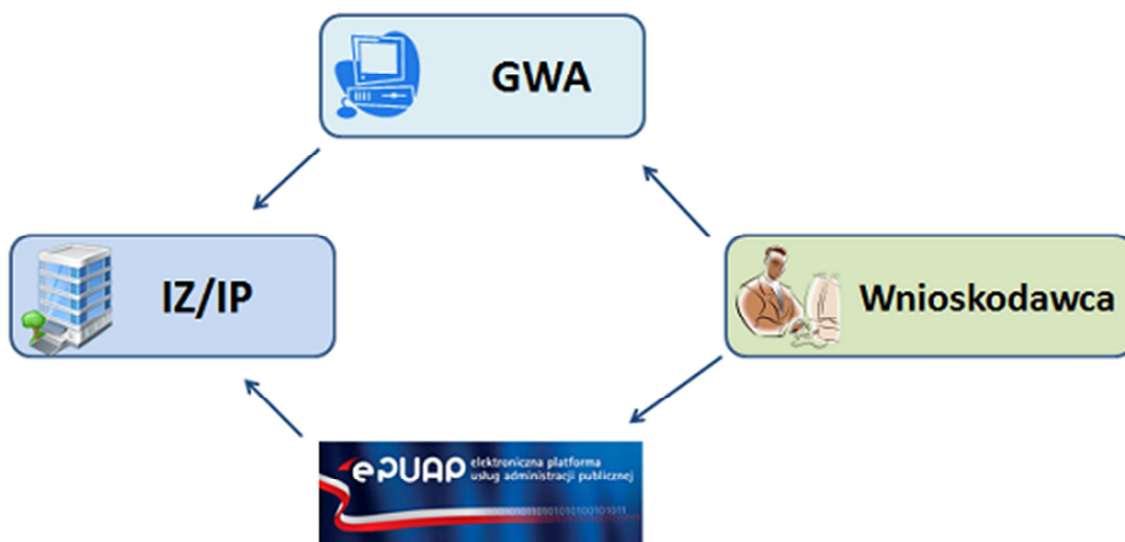 GWA
IZ/IP
Wnioskodawca
ePUAP elektroniczna platforma
usług administracji publicznej